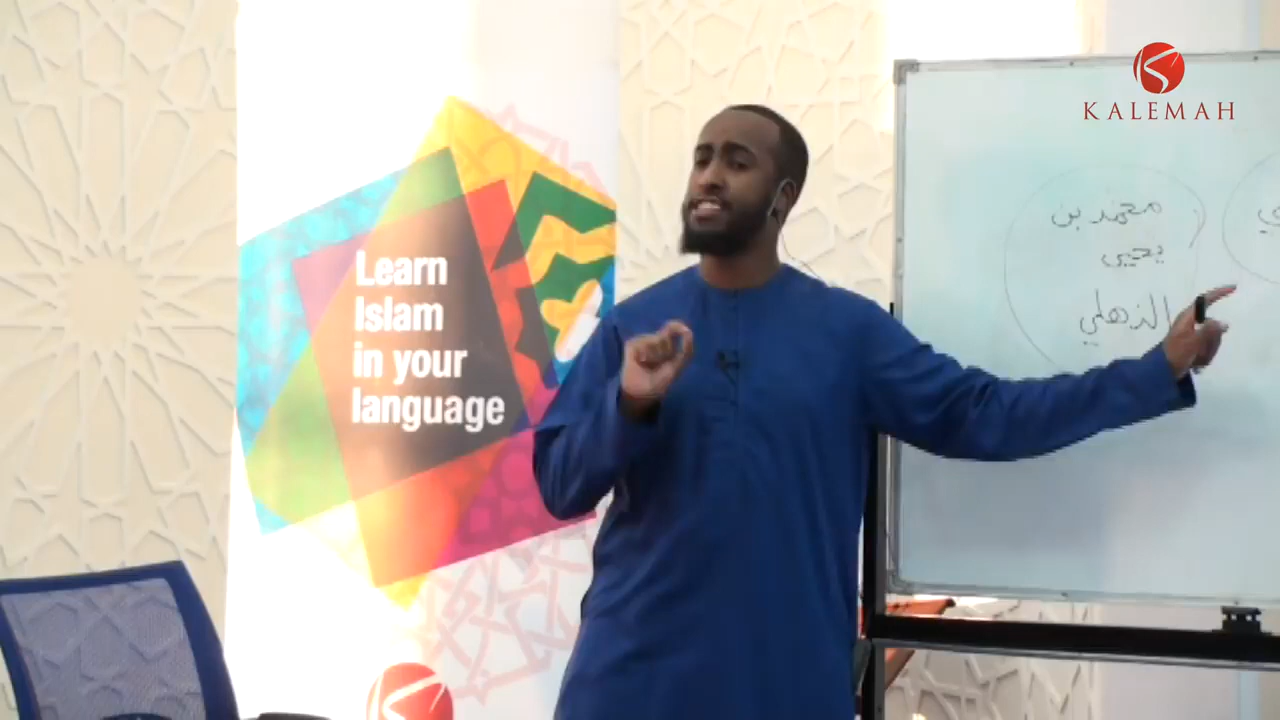 KALEMAH
Learn
Islam
in your
language
محمد بن
يحيى
الذهلي